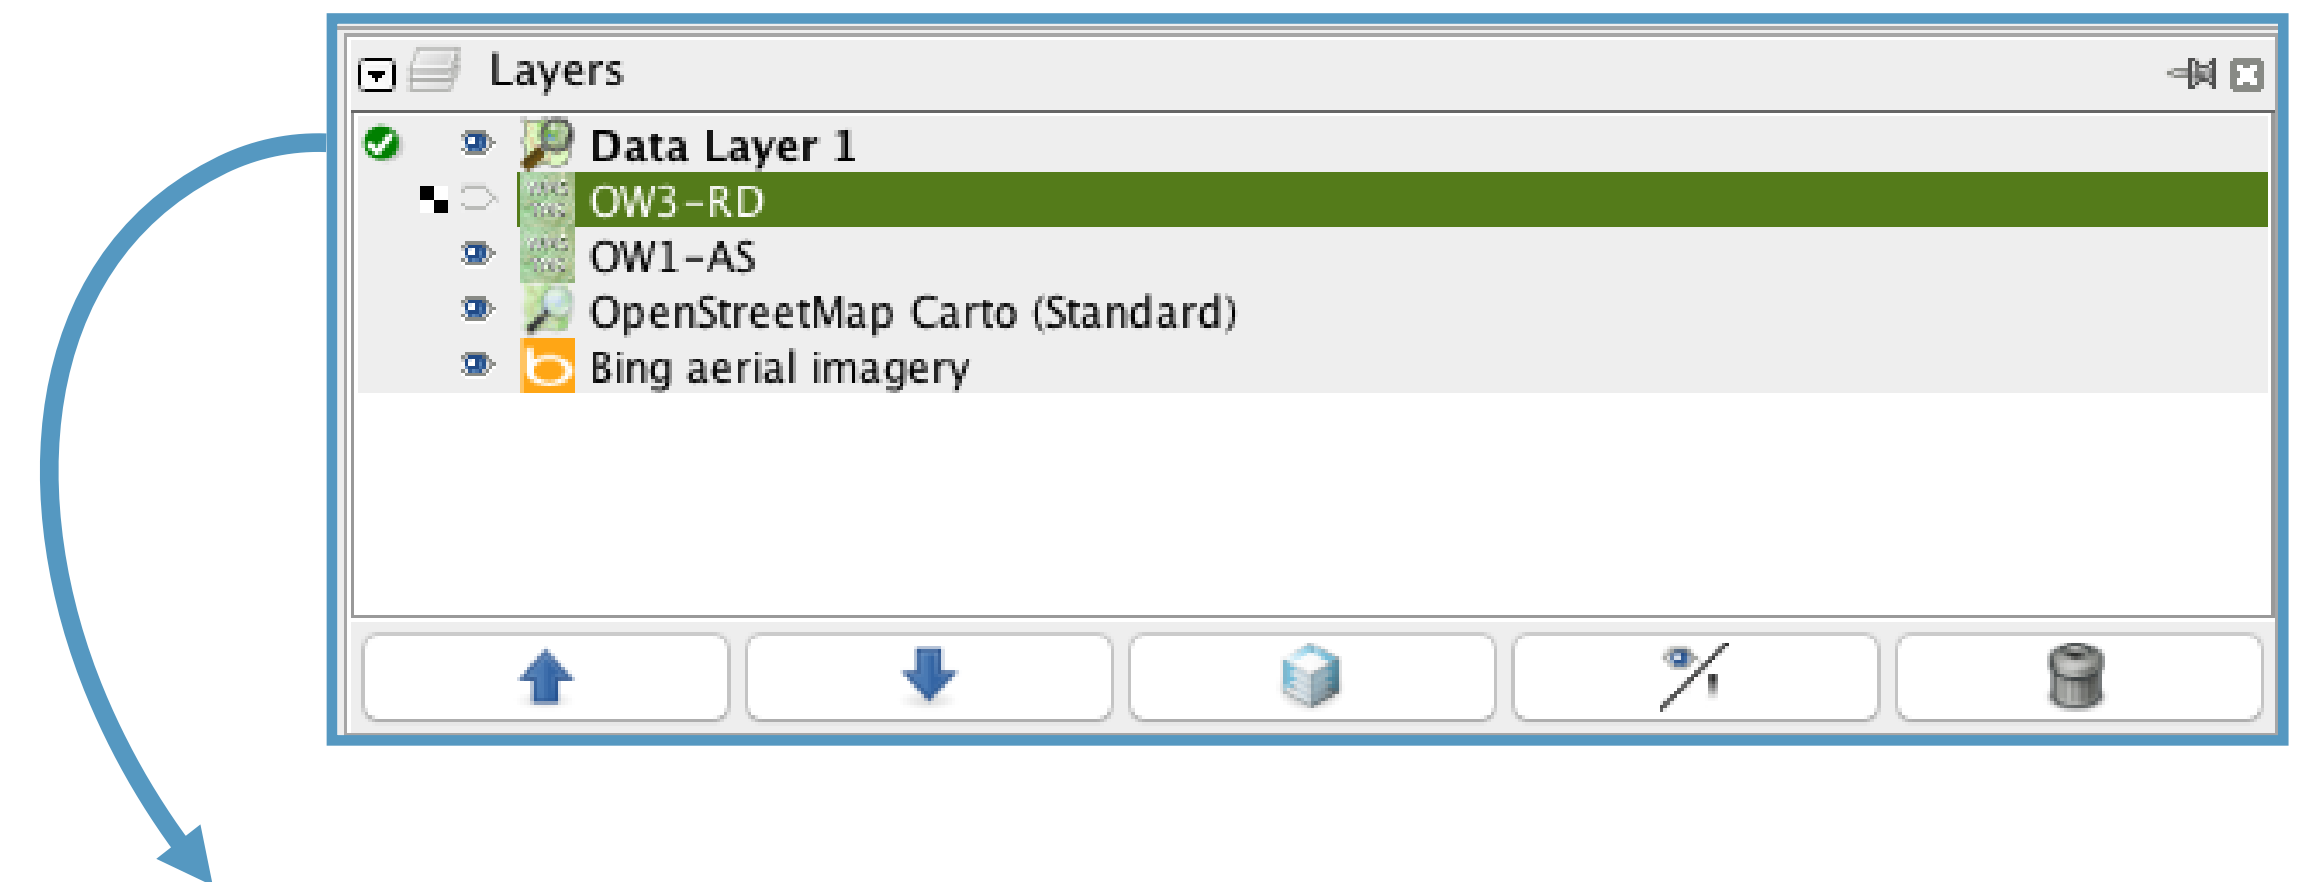 Layers
Data Layer 1
OW3-RD
OW1-AS
OpenStreetMap Carto (Standard)
Bing aerial imagery